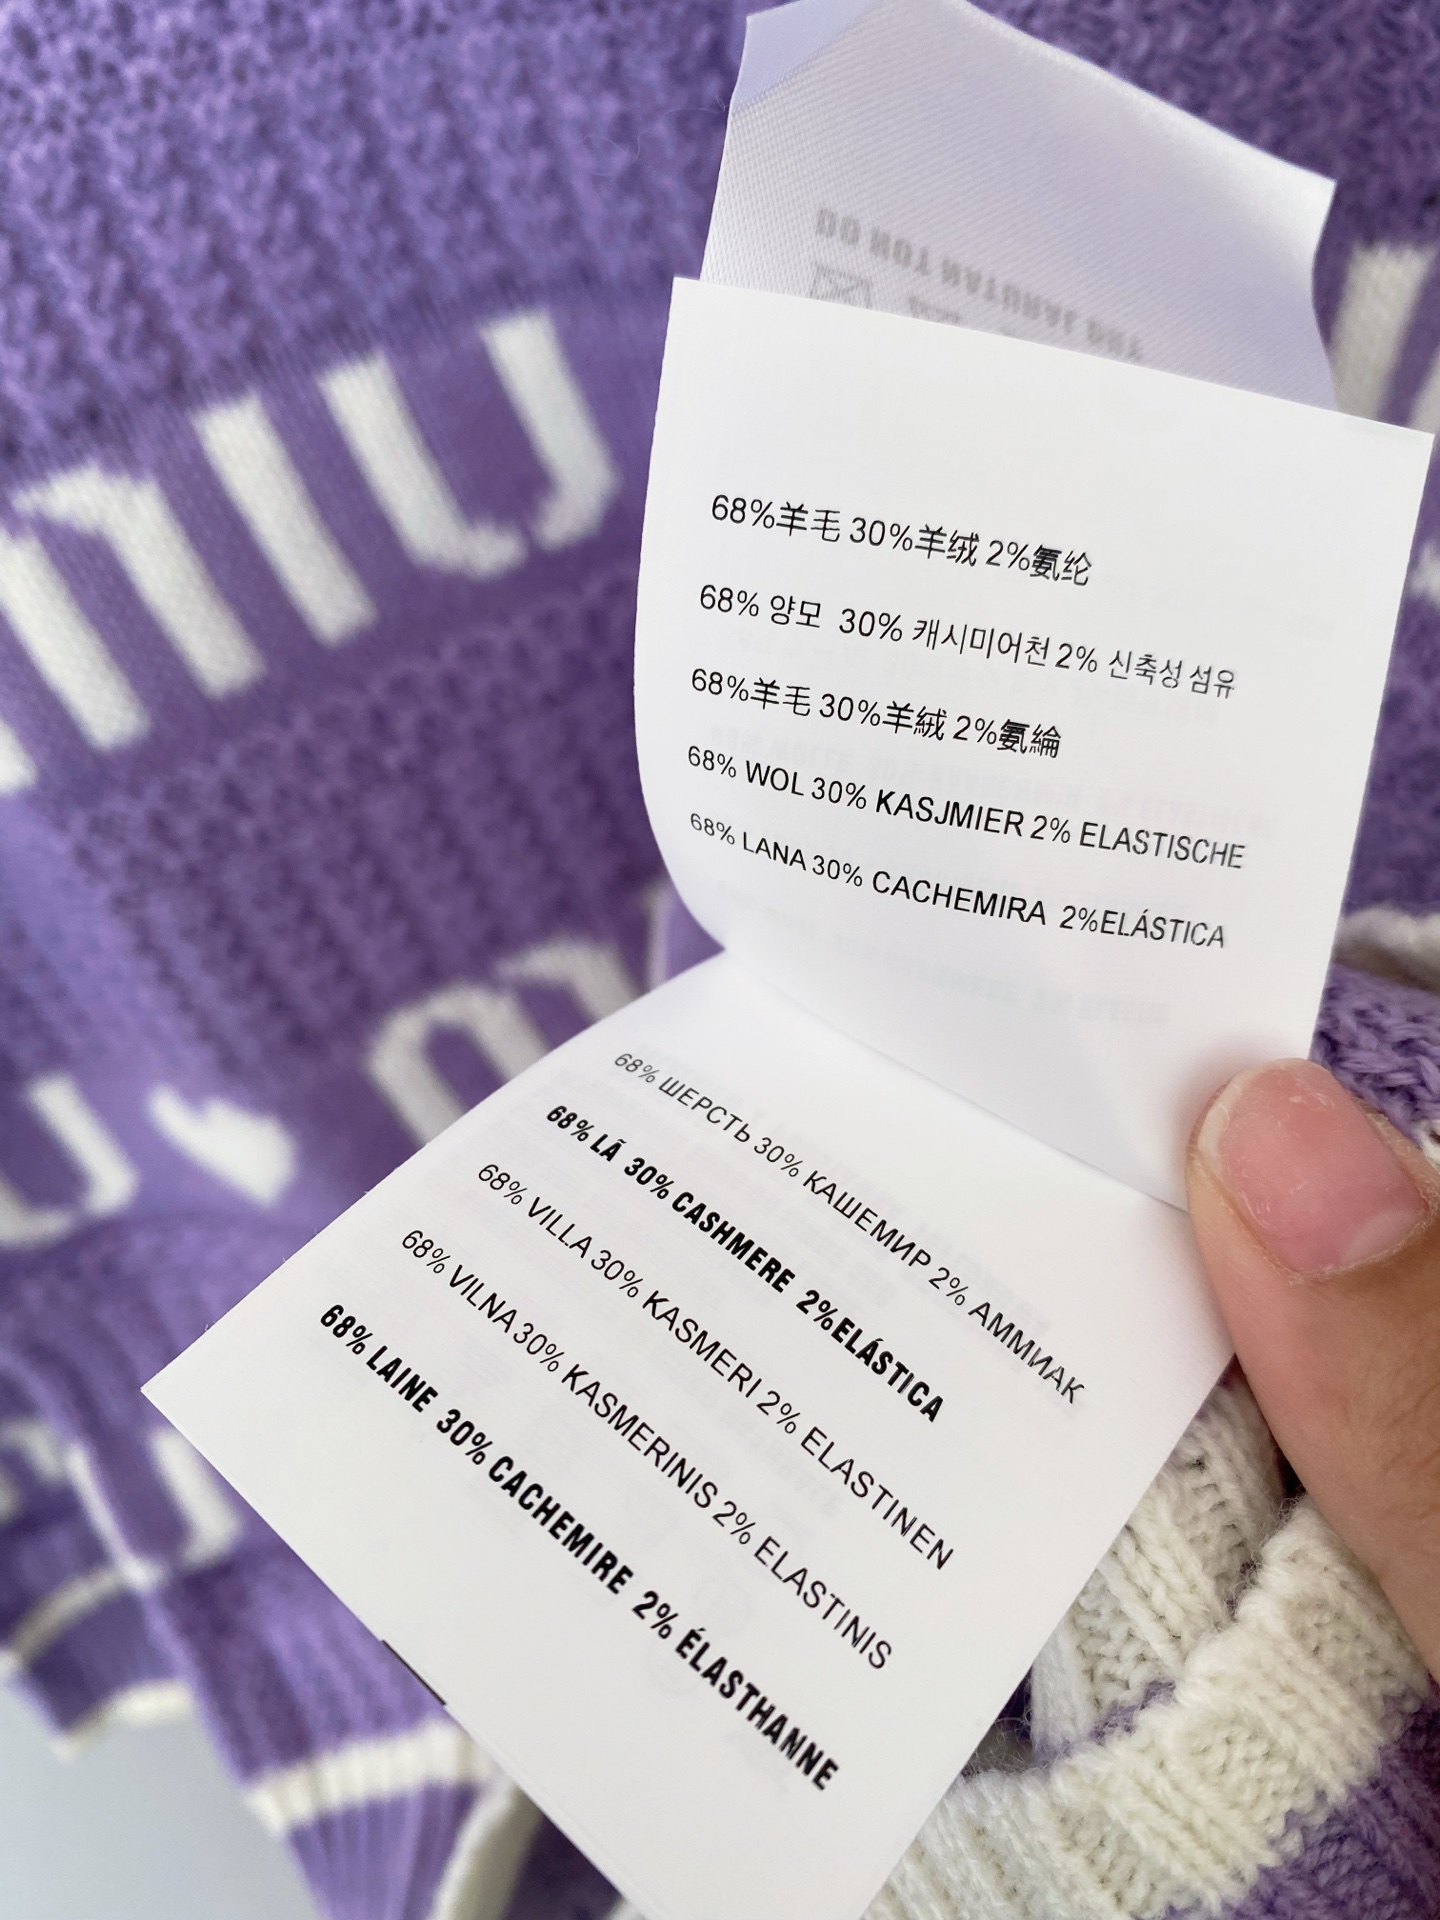 DO NOT
68%羊毛 30%羊绒 2%氨纶
68% 양모 30% 캐시미어천 2% 신축성 섬유
68%羊毛 30%羊絨 2%氨綸
68% WOL 30% KASJMIER 2% ELASTISCHE
68% LANA 30% CACHEMIRA 2%ELÁSTICA
68% ШЕРСТЬ 30% КАШЕМИР 2% АММИАК
68% LÃ 30% CASHMERE 2%ELÁSTICA
68% VILLA 30% KASMERI 2% ELASTINEN
68% VILNA 30% KASMERINIS 2% ELASTINIS
68% LAINE 30% CACHEMIRE 2% ÉLASTHANNE